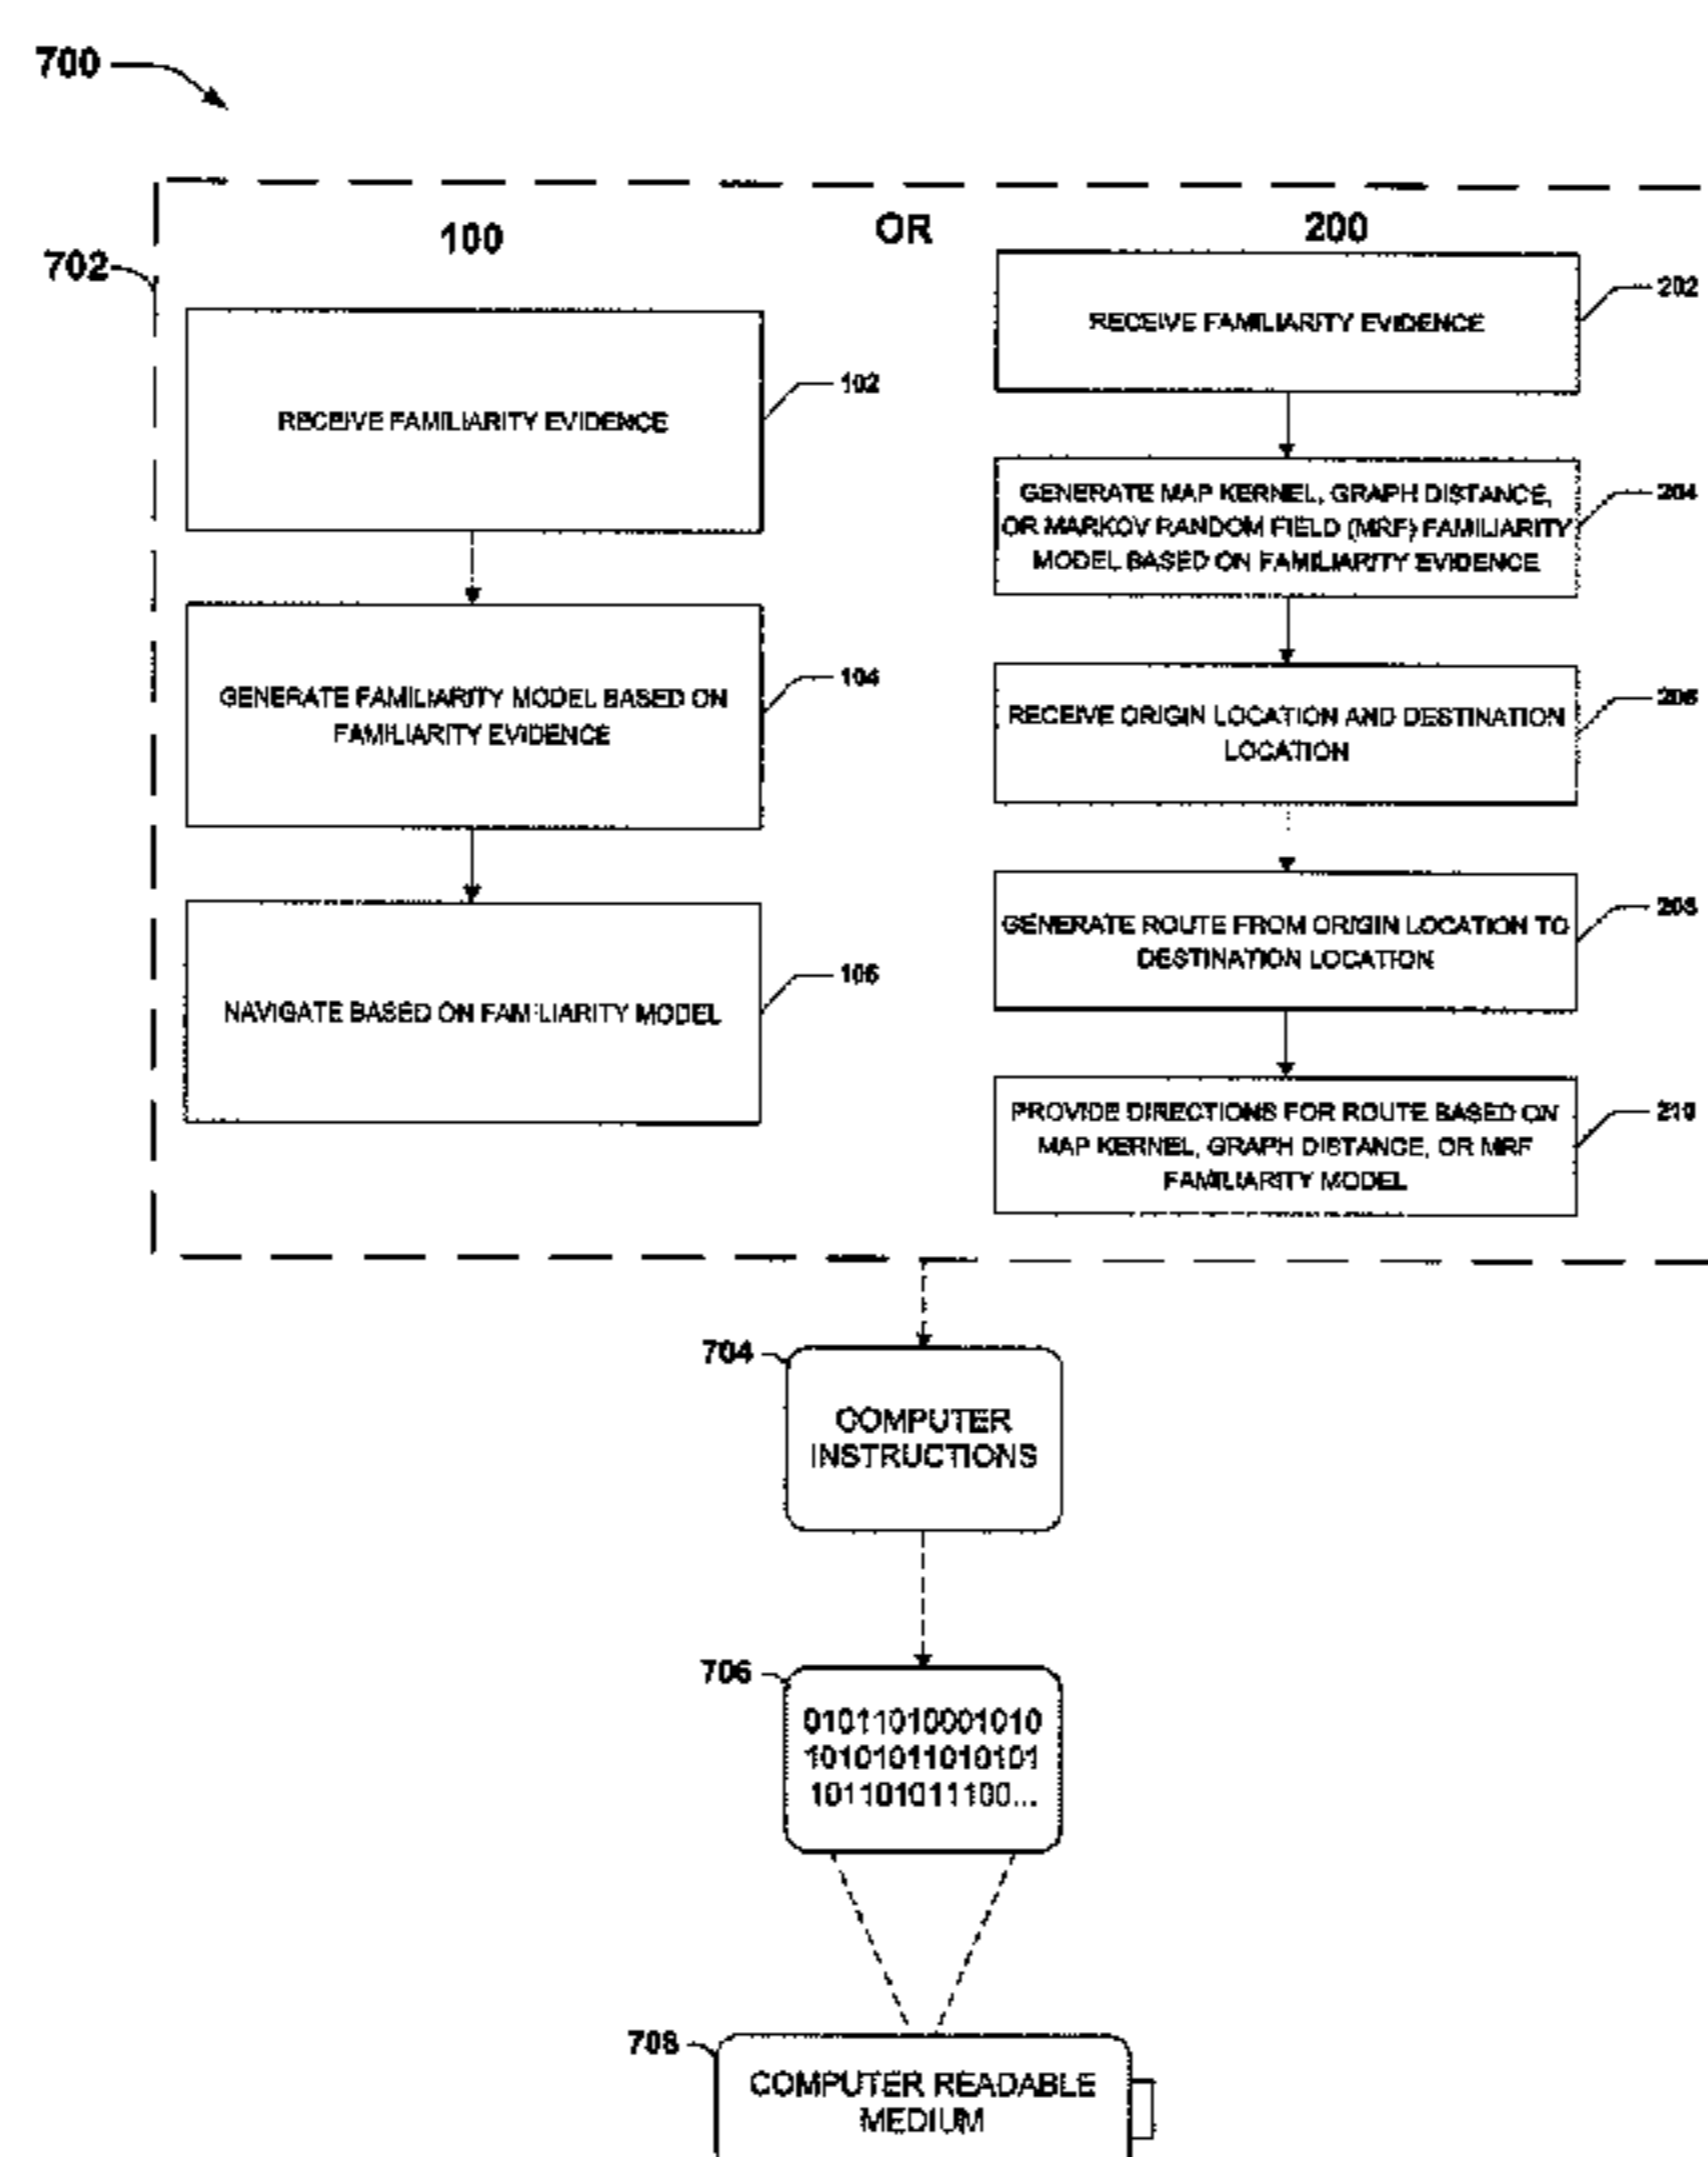 700
100
OR
200
702
RECEIVE FAMILIARITY EVIDENCE
102
GENERATE FAMILIARITY MODEL BASED ON
FAMILIARITY EVIDENCE
104
NAVIGATE BASED ON FAMILIARITY MODEL
106
RECEIVE FAMILIARITY EVIDENCE
202
GENERATE MAP KERNEL, GRAPH DISTANCE,
OR MARKOV RANDOM FIELD (MRF) FAMILIARITY
MODEL BASED ON FAMILIARITY EVIDENCE
204
RECEIVE ORIGIN LOCATION AND DESTINATION
LOCATION
206
GENERATE ROUTE FROM ORIGIN LOCATION TO
DESTINATION LOCATION
208
PROVIDE DIRECTIONS FOR ROUTE BASED ON
MAP KERNEL, GRAPH DISTANCE, OR MRF
FAMILIARITY MODEL
210
704
COMPUTER
INSTRUCTIONS
706
01011010001010
10101011010101
101101011100...
708
COMPUTER READABLE
MEDIUM